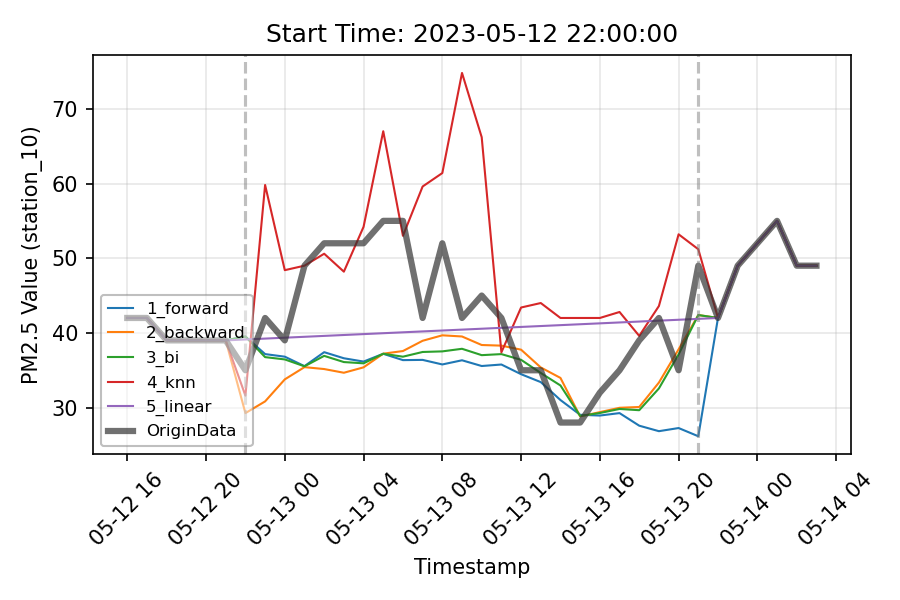 Start Time: 2023-05-12 22:00:00
PM2.5 Value (station_10)
70
60
50
40
30
1_forward
2_backward
3_bi
4_knn
5_linear
OriginData
05-12 16
05-12 20
05-13 00
05-13 04
05-13 08
05-13 12
05-13 16
05-13 20
05-14 00
05-14 04
Timestamp